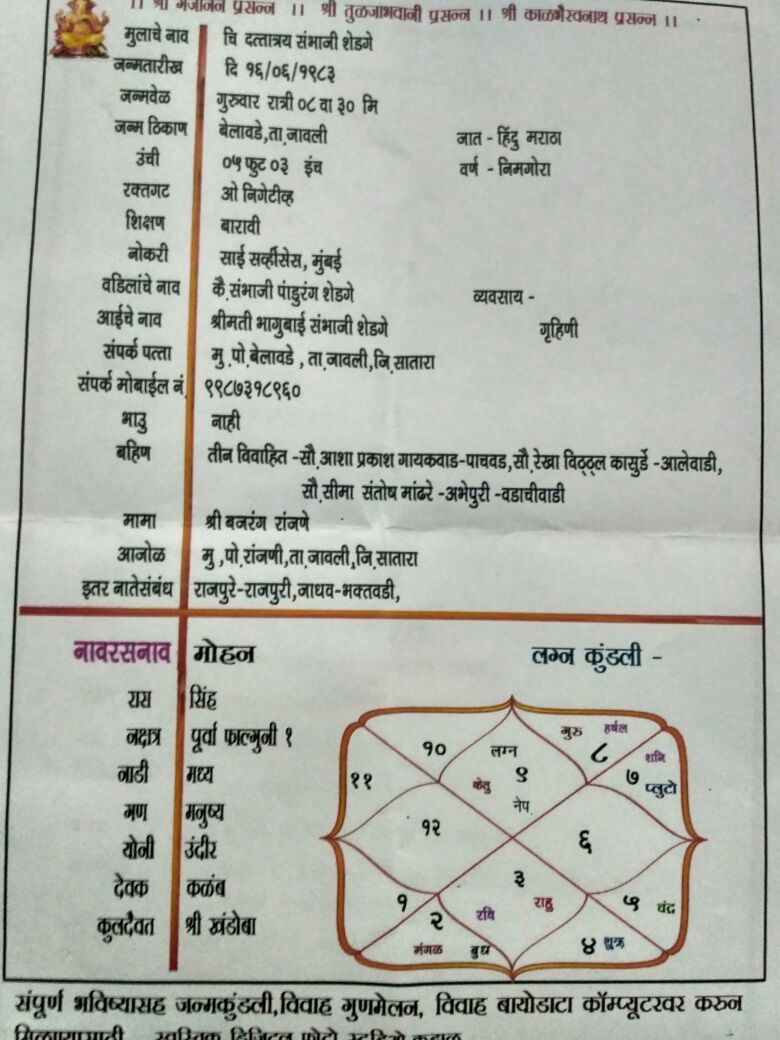 ।। श्री गजानन प्रसन्न ।। श्री तुळजाभवानी प्रसन्न ।। श्री काळभैरवनाथ प्रसन्न ।।
मुलाचे नाव चि दत्तात्रय संभाजी शेडगे
जन्मतारीख दि १६/०६/१९८३
जन्मवेळ गुरुवार रात्री ०८ वा ३० मि
जन्म ठिकाण बेलावडे,ता.जावली जात - हिंदु मराठा
उंची ०५ फुट ०३ इंच वर्ण - निमगोरा
रक्तगट ओ निगेटीव्ह
शिक्षण बारावी
नोकरी साई सर्व्हीसेस, मुंबई
वडिलांचे नाव कै.संभाजी पांडुरंग शेडगे व्यवसाय -
आईचे नाव श्रीमती भागुबाई संभाजी शेडगे गृहिणी
संपर्क पत्ता मु.पो.बेलावडे , ता.जावली,जि.सातारा
संपर्क मोबाईल नं. ९९८७३१८९६०
भाउ नाही
बहिण तीन विवाहित -सौ.आशा प्रकाश गायकवाड-पाचवड,सौ.रेखा विठ्ठल कासुर्डे -आलेवाडी,
सौ.सीमा संतोष मांढरे -अभेपुरी -वडाचीवाडी
मामा श्री बजरंग रांजणे
आजोळ मु ,पो.रांजणी,ता.जावली,जि.सातारा
इतर नातेसंबंध राजपुरे-राजपुरी,जाधव-भक्तवडी,
नावरसनाव मोहन लग्न कुंडली -
रास सिंह
नक्षत्र पूर्वा फाल्गुनी १
नाडी मध्य
गण मनुष्य
योनी उंदीर
देवक कळंब
कुलदैवत श्री खंडोबा
१० लग्न गुरु हर्षल
८ शनि
११ केतु ९ ७ प्लुटो
नेप.
१२ ६
३
१ राहु ५ चंद्र
२ रवि
मंगळ बुध ४ शुक्र
संपूर्ण भविष्यासह जन्मकुंडली,विवाह गुणमेलन, विवाह बायोडाटा कॉम्प्यूटरवर करुन
मिळण्यासाठी स्वस्तिक डिजिटल फोटो स्टुडिओ कुडाळ